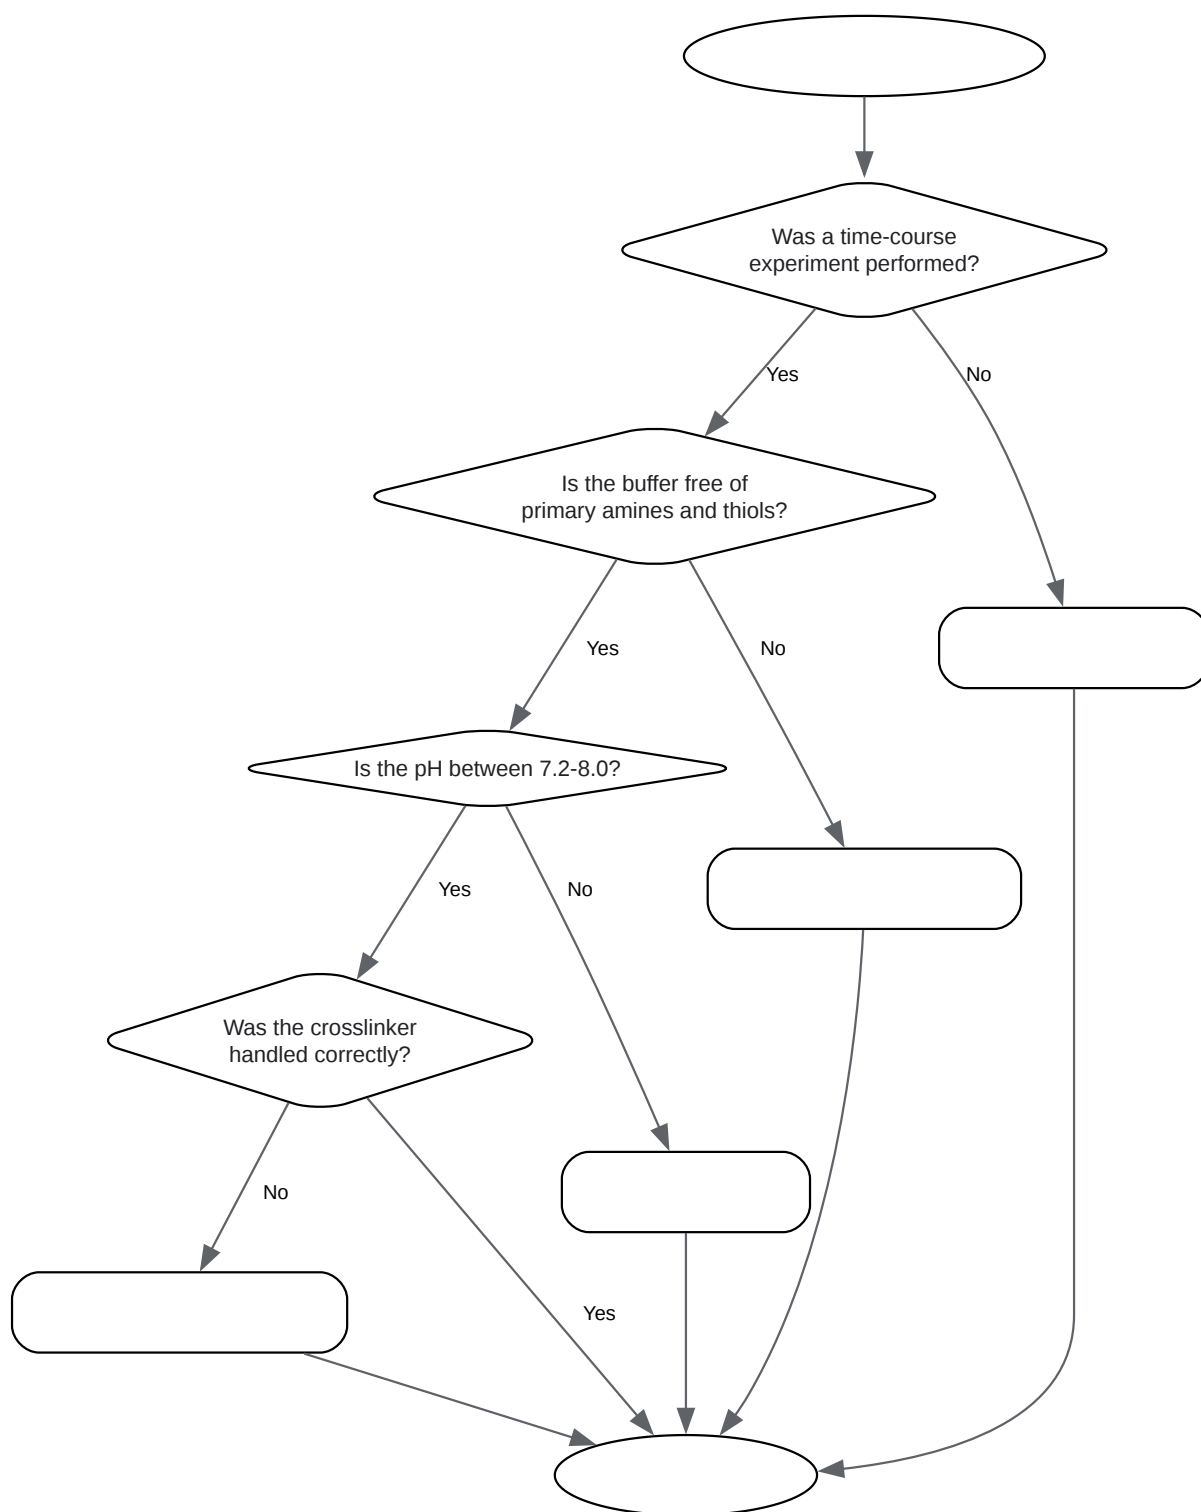 Was a time-course
experiment performed?
Yes
No
Is the buffer free of
primary amines and thiols?
Yes
No
Is the pH between 7.2-8.0?
Yes
No
Was the crosslinker
handled correctly?
No
Yes